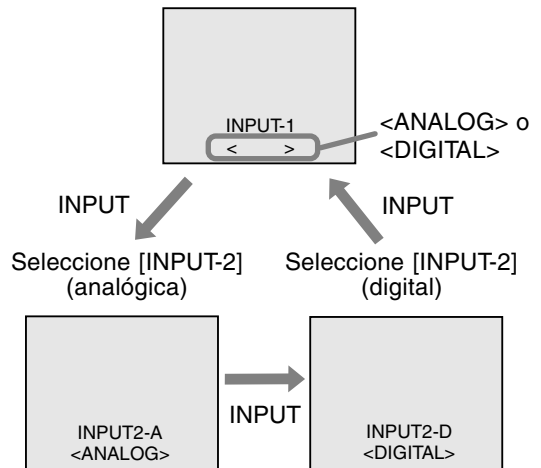 INPUT-1
< >
<ANALOG> o
<DIGITAL>
INPUT
INPUT
Seleccione [INPUT-2]
(analógica)
Seleccione [INPUT-2]
(digital)
INPUT
INPUT2-A
<ANALOG>
INPUT2-D
<DIGITAL>